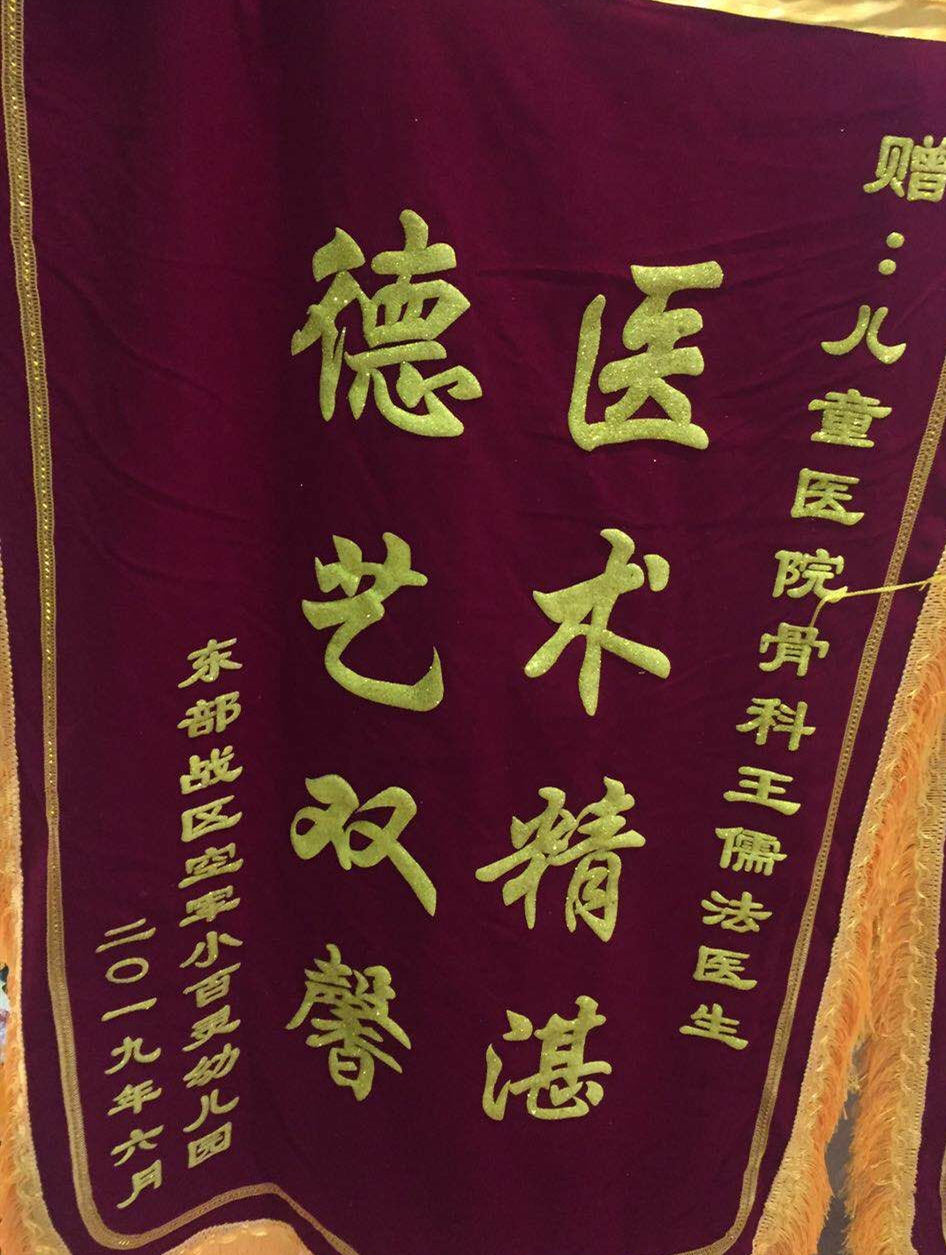 赠：儿童医院骨科王儒法医生
医术精湛
德艺双馨
东部战区空军小百灵幼儿园
二〇一九年六月